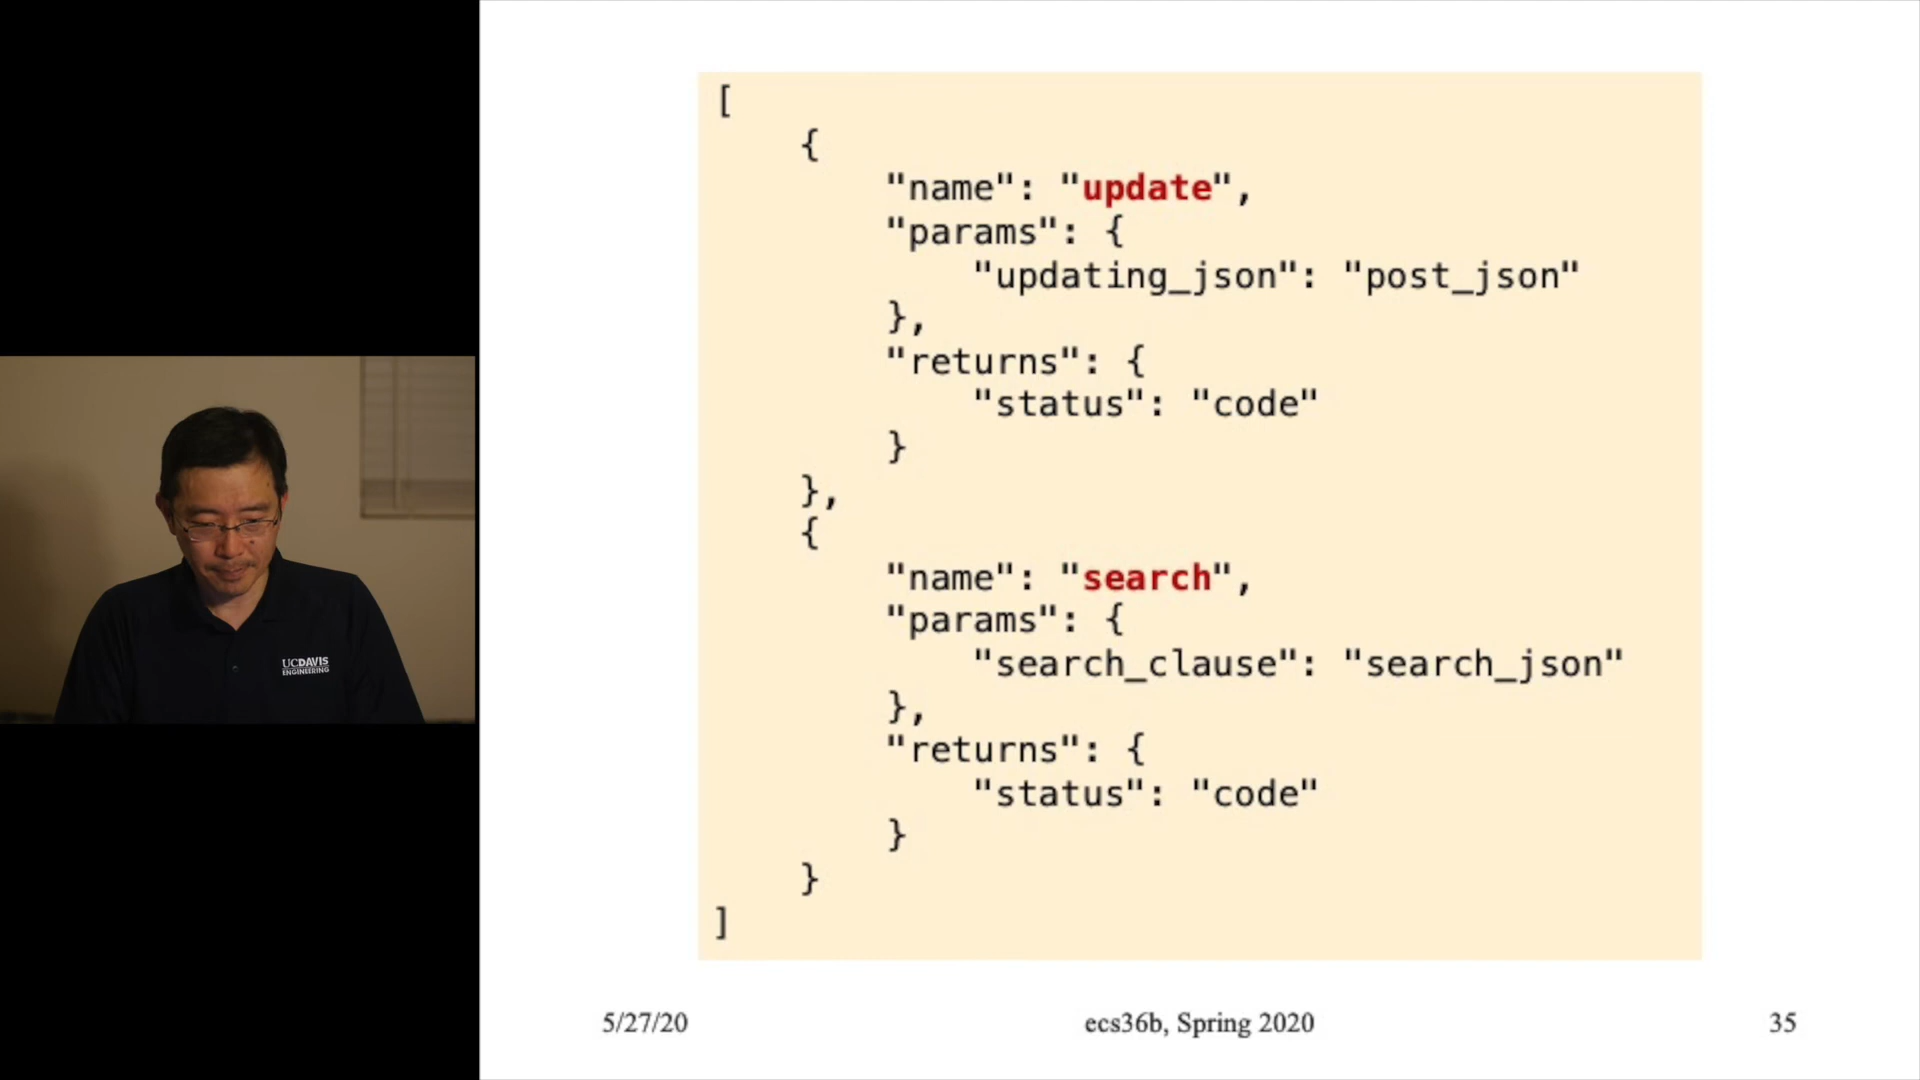 [
{
"name": "update",
"params": {
"updating_json": "post_json"
},
"returns": {
"status": "code"
}
},
{
"name": "search",
"params": {
"search_clause": "search_json"
},
"returns": {
"status": "code"
}
}
]
5/27/20
ecs36b, Spring 2020
35
UCDAVIS
ENGINEERING